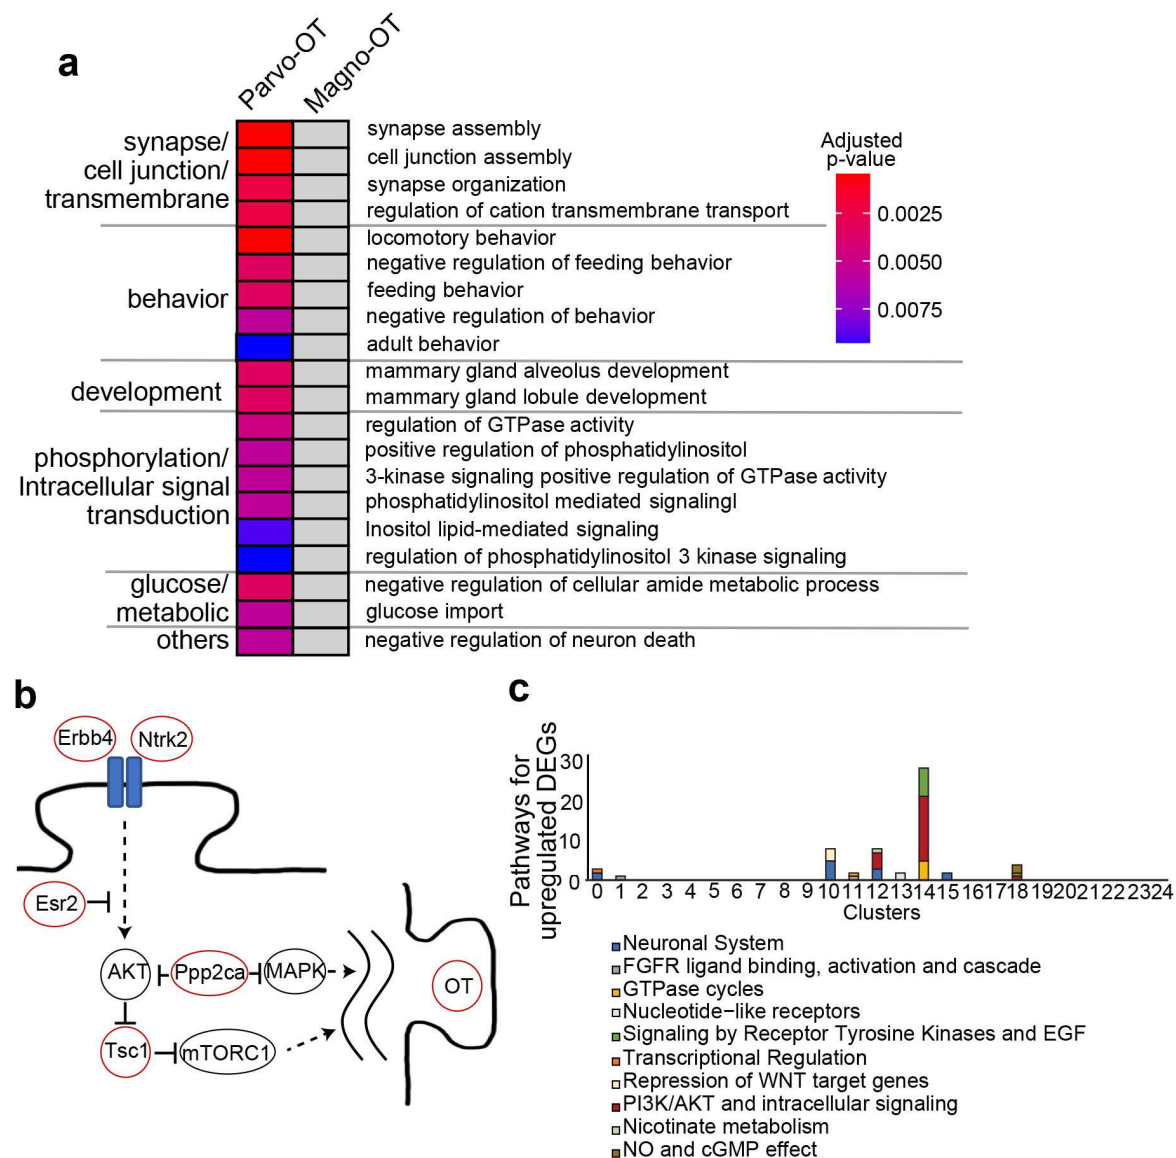 a
Parvo-OT
Magno-OT
synapse/
cell junction/
transmembrane
synapse assembly
cell junction assembly
synapse organization
regulation of cation transmembrane transport
behavior
locomotory behavior
negative regulation of feeding behavior
feeding behavior
negative regulation of behavior
adult behavior
development
mammary gland alveolus development
mammary gland lobule development
phosphorylation/
Intracellular signal
transduction
regulation of GTPase activity
positive regulation of phosphatidylinositol
3-kinase signaling positive regulation of GTPase activity
phosphatidylinositol mediated signalingl
Inositol lipid-mediated signaling
regulation of phosphatidylinositol 3 kinase signaling
glucose/
metabolic
negative regulation of cellular amide metabolic process
glucose import
others
negative regulation of neuron death
Adjusted
p-value
0.0025
0.0050
0.0075
b
Erbb4
Ntrk2
Esr2
AKT
Ppp2ca
MAPK
Tsc1
mTORC1
OT
c
Pathways for
upregulated DEGs
30
20
10
0
0 1 2 3 4 5 6 7 8 9 10 11 12 13 14 15 16 17 18 19 20 21 22 23 24
Clusters
Neuronal System
FGFR ligand binding, activation and cascade
GTPase cycles
Nucleotide−like receptors
Signaling by Receptor Tyrosine Kinases and EGF
Transcriptional Regulation
Repression of WNT target genes
PI3K/AKT and intracellular signaling
Nicotinate metabolism
NO and cGMP effect